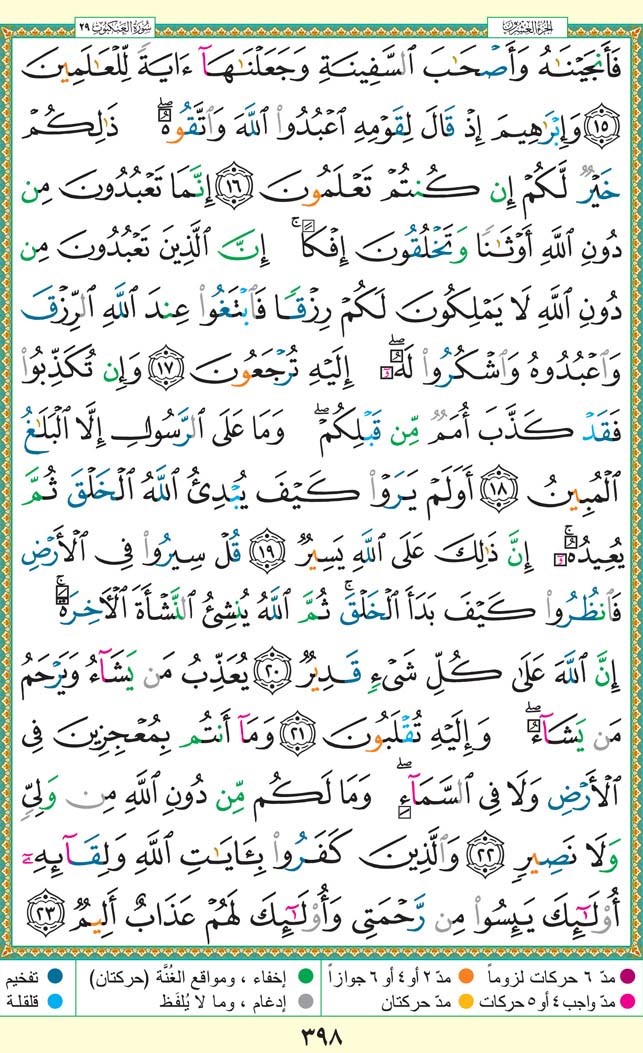 سُورَةُ العَنكَبُوت ٢٩
الجُزءُ العِشْرُونَ
فَأَنجَيْنَٰهُ وَأَصْحَٰبَ ٱلسَّفِينَةِ وَجَعَلْنَٰهَآ ءَايَةً لِّلْعَٰلَمِينَ
١٥ وَإِبْرَٰهِيمَ إِذْ قَالَ لِقَوْمِهِ ٱعْبُدُوا۟ ٱللَّهَ وَٱتَّقُوهُ ۖ ذَٰلِكُمْ
خَيْرٌ لَّكُمْ إِن كُنتُمْ تَعْلَمُونَ ١٦ إِنَّمَا تَعْبُدُونَ مِن
دُونِ ٱللَّهِ أَوْثَٰنًا وَتَخْلُقُونَ إِفْكًا ۚ إِنَّ ٱلَّذِينَ تَعْبُدُونَ مِن
دُونِ ٱللَّهِ لَا يَمْلِكُونَ لَكُمْ رِزْقًا فَٱبْتَغُوا۟ عِندَ ٱللَّهِ ٱلرِّزْقَ
وَٱعْبُدُوهُ وَٱشْكُرُوا۟ لَهُۥٓ ۖ إِلَيْهِ تُرْجَعُونَ ١٧ وَإِن تُكَذِّبُوا۟
فَقَدْ كَذَّبَ أُمَمٌ مِّن قَبْلِكُمْ ۖ وَمَا عَلَى ٱلرَّسُولِ إِلَّا ٱلْبَلَٰغُ
ٱلْمُبِينُ ١٨ أَوَلَمْ يَرَوْا۟ كَيْفَ يُبْدِئُ ٱللَّهُ ٱلْخَلْقَ ثُمَّ
يُعِيدُهُۥٓ ۚ إِنَّ ذَٰلِكَ عَلَى ٱللَّهِ يَسِيرٌ ١٩ قُلْ سِيرُوا۟ فِى ٱلْأَرْضِ
فَٱنظُرُوا۟ كَيْفَ بَدَأَ ٱلْخَلْقَ ۚ ثُمَّ ٱللَّهُ يُنشِئُ ٱلنَّشْأَةَ ٱلْءَاخِرَةَ ۚ
إِنَّ ٱللَّهَ عَلَىٰ كُلِّ شَىْءٍ قَدِيرٌ ٢٠ يُعَذِّبُ مَن يَشَآءُ وَيَرْحَمُ
مَن يَشَآءُ ۖ وَإِلَيْهِ تُقْلَبُونَ ٢١ وَمَآ أَنتُم بِمُعْجِزِينَ فِى
ٱلْأَرْضِ وَلَا فِى ٱلسَّمَآءِ ۖ وَمَا لَكُم مِّن دُونِ ٱللَّهِ مِن وَلِىٍّ
وَلَا نَصِيرٍ ٢٢ وَٱلَّذِينَ كَفَرُوا۟ بِـَٔايَٰتِ ٱللَّهِ وَلِقَآئِهِۦٓ
أُو۟لَٰٓئِكَ يَئِسُوا۟ مِن رَّحْمَتِى وَأُو۟لَٰٓئِكَ لَهُمْ عَذَابٌ أَلِيمٌ ٢٣
مدّ ٦ حركات لزوماً مدّ ٢ أو ٤ أو ٦ جوازاً إخفاء ، ومواقع الغُنَّة (حركتان) تفخيم
مدّ واجب ٤ أو ٥ حركات مدّ حركتان إدغام ، وما لا يُلفَظ قلقلة
٣٩٨